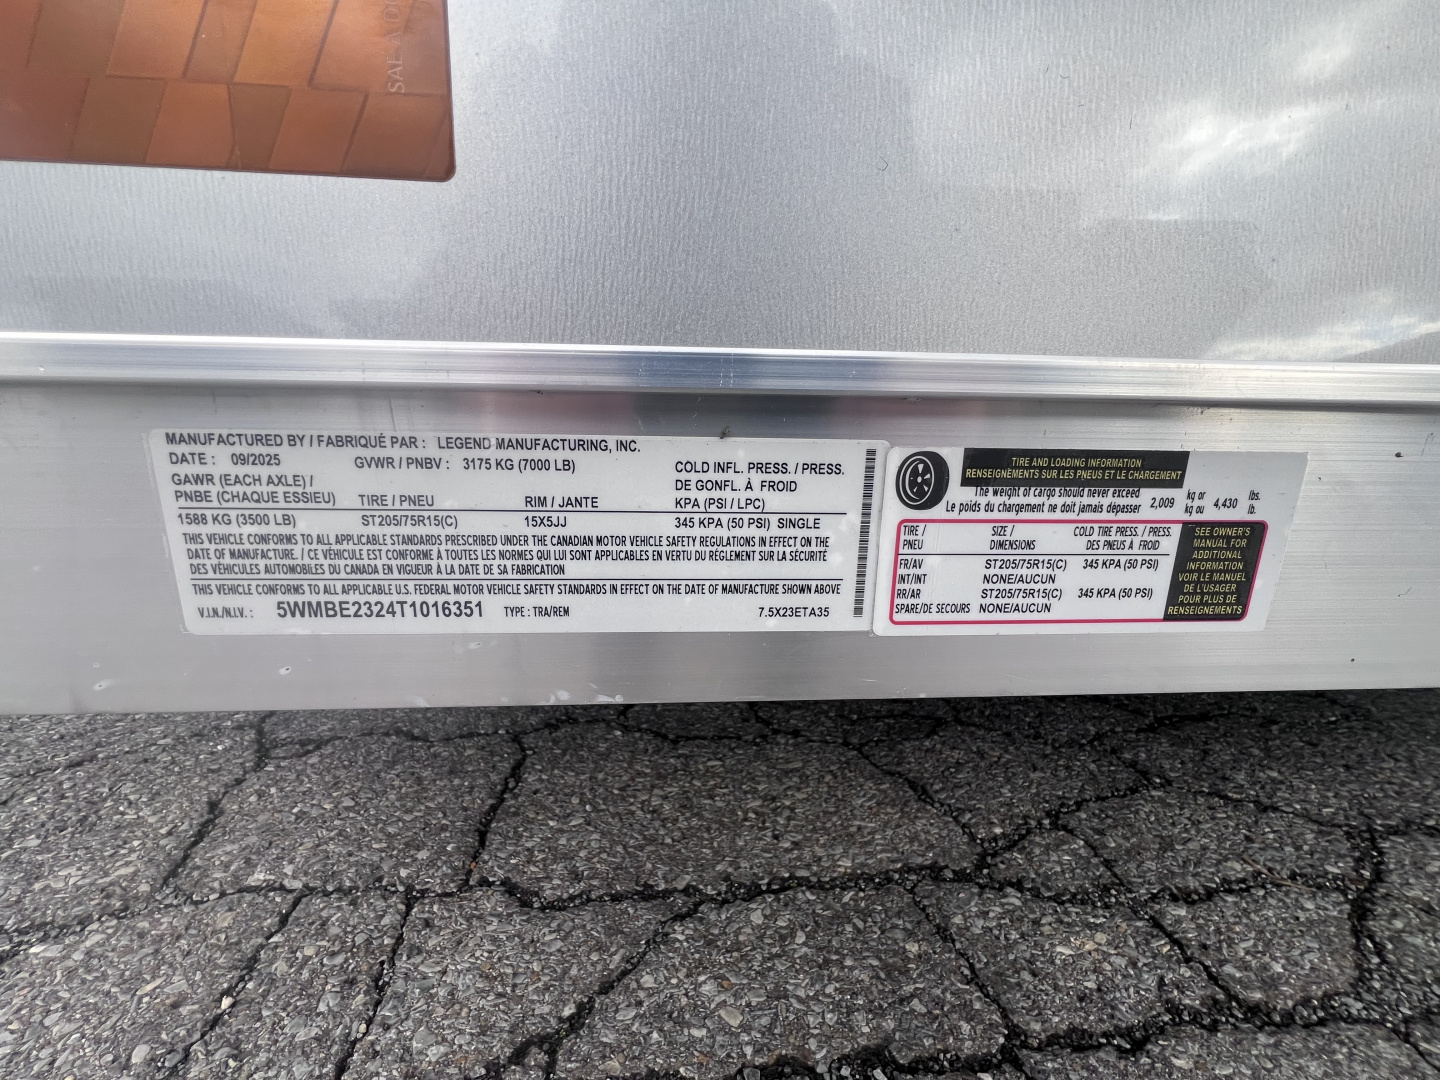 SAE A
MANUFACTURED BY / FABRIQUÉ PAR : LEGEND MANUFACTURING, INC.
DATE : 09/2025 GVWR / PNBV : 3175 KG (7000 LB)
COLD INFL. PRESS. / PRESS.
DE GONFL. À FROID
KPA (PSI / LPC)
GAWR (EACH AXLE) /
PNBE (CHAQUE ESSIEU) TIRE / PNEU RIM / JANTE
1588 KG (3500 LB) ST205/75R15(C) 15X5JJ 345 KPA (50 PSI) SINGLE
THIS VEHICLE CONFORMS TO ALL APPLICABLE STANDARDS PRESCRIBED UNDER THE CANADIAN MOTOR VEHICLE SAFETY REGULATIONS IN EFFECT ON THE
DATE OF MANUFACTURE. / CE VÉHICULE EST CONFORME À TOUTES LES NORMES QUI LUI SONT APPLICABLES EN VERTU DU RÈGLEMENT SUR LA SÉCURITÉ
DES VÉHICULES AUTOMOBILES DU CANADA EN VIGUEUR À LA DATE DE SA FABRICATION
THIS VEHICLE CONFORMS TO ALL APPLICABLE U.S. FEDERAL MOTOR VEHICLE SAFETY STANDARDS IN EFFECT ON THE DATE OF MANUFACTURE SHOWN ABOVE
V.I.N./N.I.V. : 5WMBE2324T1016351 TYPE : TRA/REM 7.5X23ETA35
TIRE AND LOADING INFORMATION
RENSEIGNEMENTS SUR LES PNEUS ET LE CHARGEMENT
The weight of cargo should never exceed
Le poids du chargement ne doit jamais dépasser
2,009 kg or
kg ou
4,430 lbs.
lb.
TIRE /
PNEU
SIZE /
DIMENSIONS
COLD TIRE PRESS. / PRESS.
DES PNEUS À FROID
FR/AV ST205/75R15(C) 345 KPA (50 PSI)
INT/INT NONE/AUCUN
RR/AR ST205/75R15(C) 345 KPA (50 PSI)
SPARE/DE SECOURS NONE/AUCUN
SEE OWNER'S
MANUAL FOR
ADDITIONAL
INFORMATION
VOIR LE MANUEL
DE L'USAGER
POUR PLUS DE
RENSEIGNEMENTS